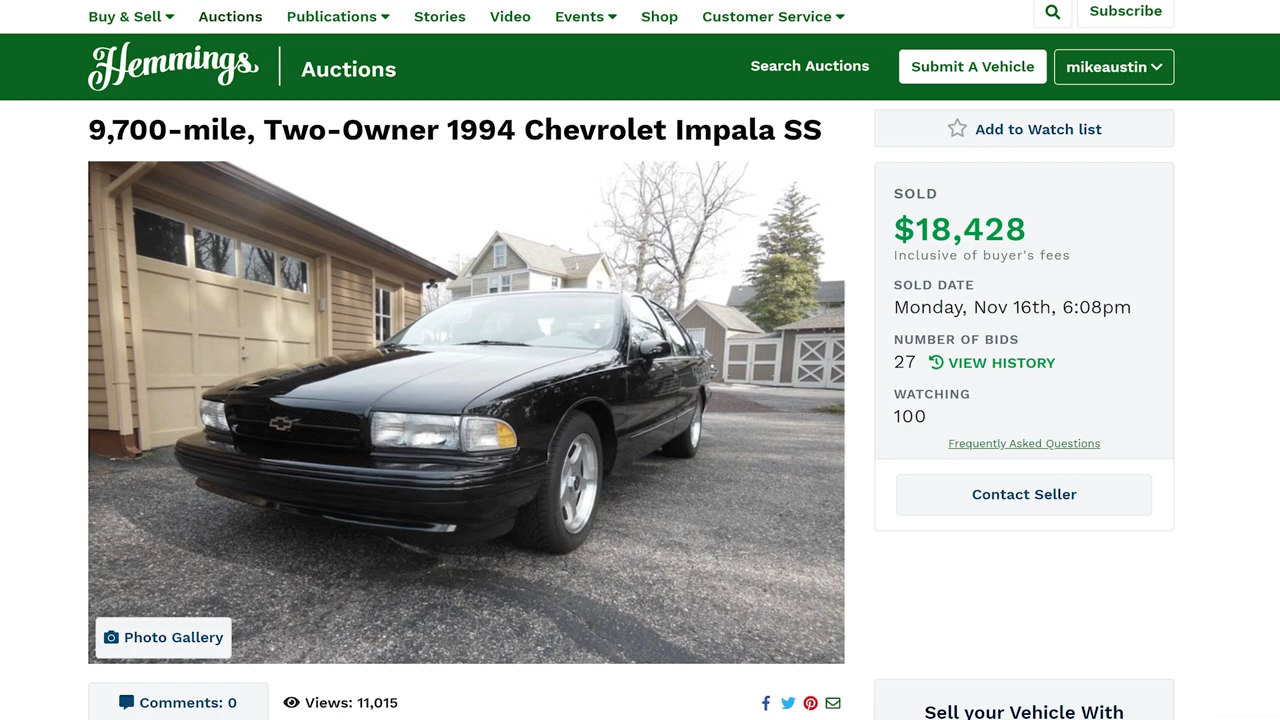 Buy & Sell Auctions Publications Stories Video Events Shop Customer Service Subscribe
Hemmings Auctions Search Auctions Submit A Vehicle mikeaustin
9,700-mile, Two-Owner 1994 Chevrolet Impala SS
Add to Watch list
SOLD
$18,428
Inclusive of buyer's fees
SOLD DATE
Monday, Nov 16th, 6:08pm
NUMBER OF BIDS
27 VIEW HISTORY
WATCHING
100
Frequently Asked Questions
Contact Seller
Photo Gallery
Comments: 0 Views: 11,015
Sell your Vehicle With